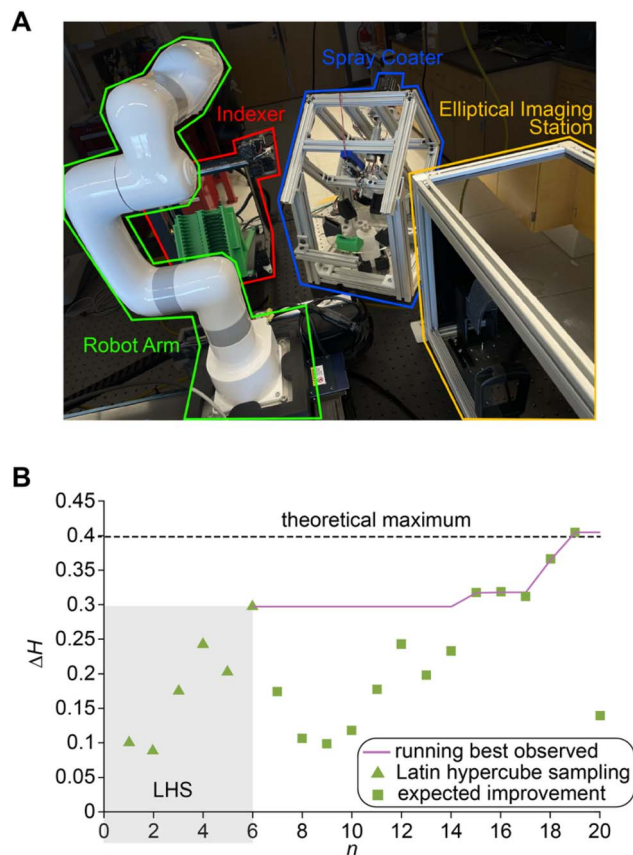 A
Spray Coater
Indexer
Elliptical Imaging
Station
Robot Arm
B
0.45
theoretical maximum
0.4
0.35
0.3
0.25
ΔH
0.2
0.15
0.1
0.05
0
LHS
running best observed
Latin hypercube sampling
expected improvement
0 2 4 6 8 10 12 14 16 18 20
n